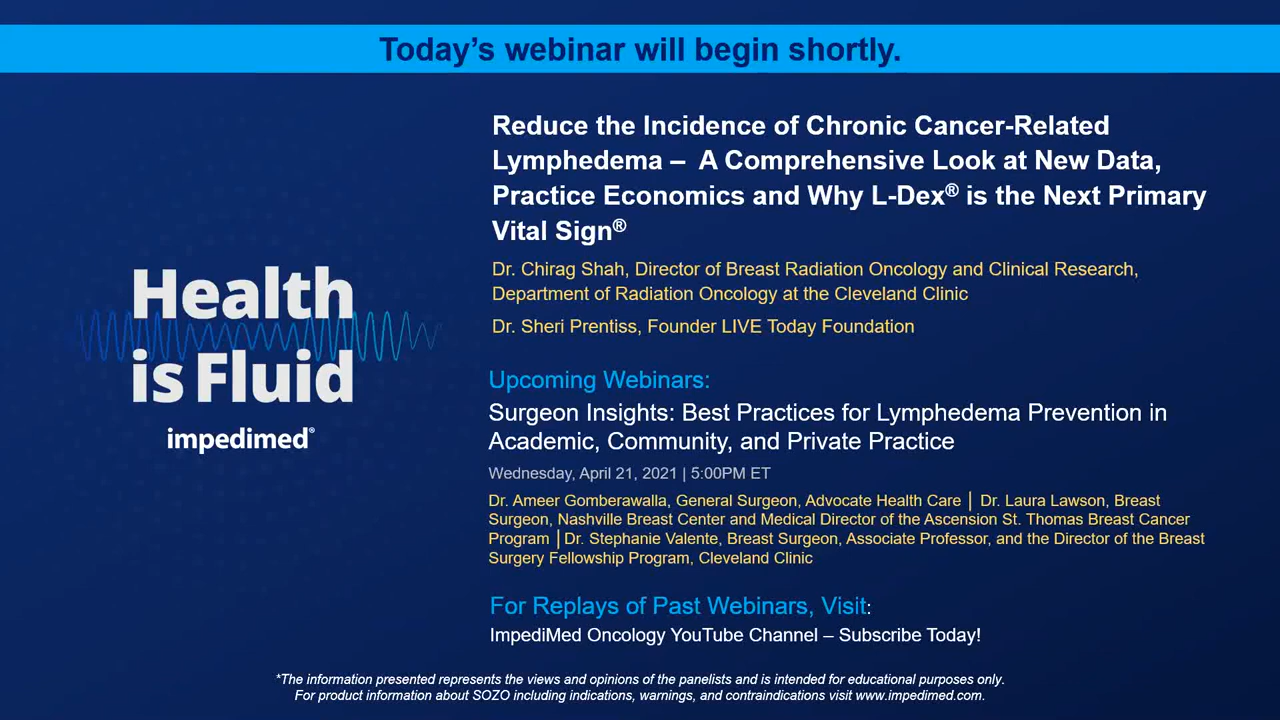 Today's webinar will begin shortly.
Reduce the Incidence of Chronic Cancer-Related
Lymphedema – A Comprehensive Look at New Data,
Practice Economics and Why L-Dex® is the Next Primary
Vital Sign®
Dr. Chirag Shah, Director of Breast Radiation Oncology and Clinical Research,
Department of Radiation Oncology at the Cleveland Clinic
Dr. Sheri Prentiss, Founder LIVE Today Foundation
Health
is Fluid
impedimed®
Upcoming Webinars:
Surgeon Insights: Best Practices for Lymphedema Prevention in
Academic, Community, and Private Practice
Wednesday, April 21, 2021 | 5:00PM ET
Dr. Ameer Gomberawalla, General Surgeon, Advocate Health Care | Dr. Laura Lawson, Breast
Surgeon, Nashville Breast Center and Medical Director of the Ascension St. Thomas Breast Cancer
Program | Dr. Stephanie Valente, Breast Surgeon, Associate Professor, and the Director of the Breast
Surgery Fellowship Program, Cleveland Clinic
For Replays of Past Webinars, Visit:
ImpediMed Oncology YouTube Channel – Subscribe Today!
*The information presented represents the views and opinions of the panelists and is intended for educational purposes only.
For product information about SOZO including indications, warnings, and contraindications visit www.impedimed.com.